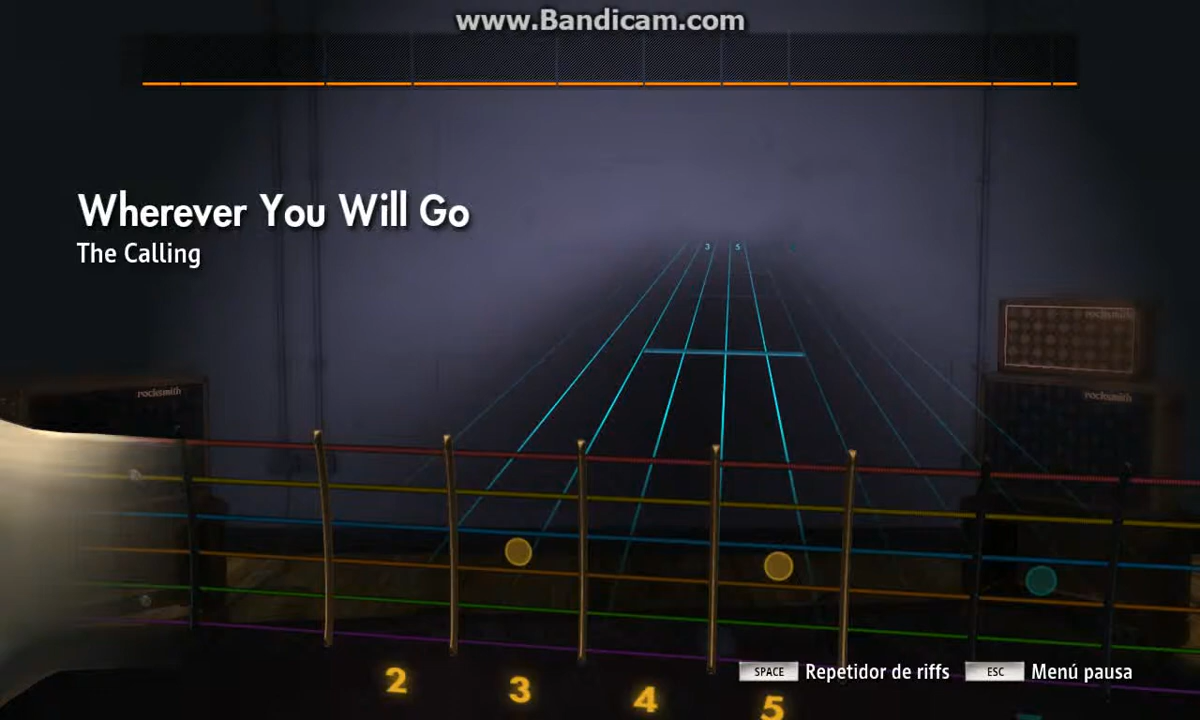 www.Bandicam.com
Wherever You Will Go
The Calling
3 5
rocksmith
rocksmith
rocksmith
SPACE Repetidor de riffs ESC Menú pausa
2 3 4 5